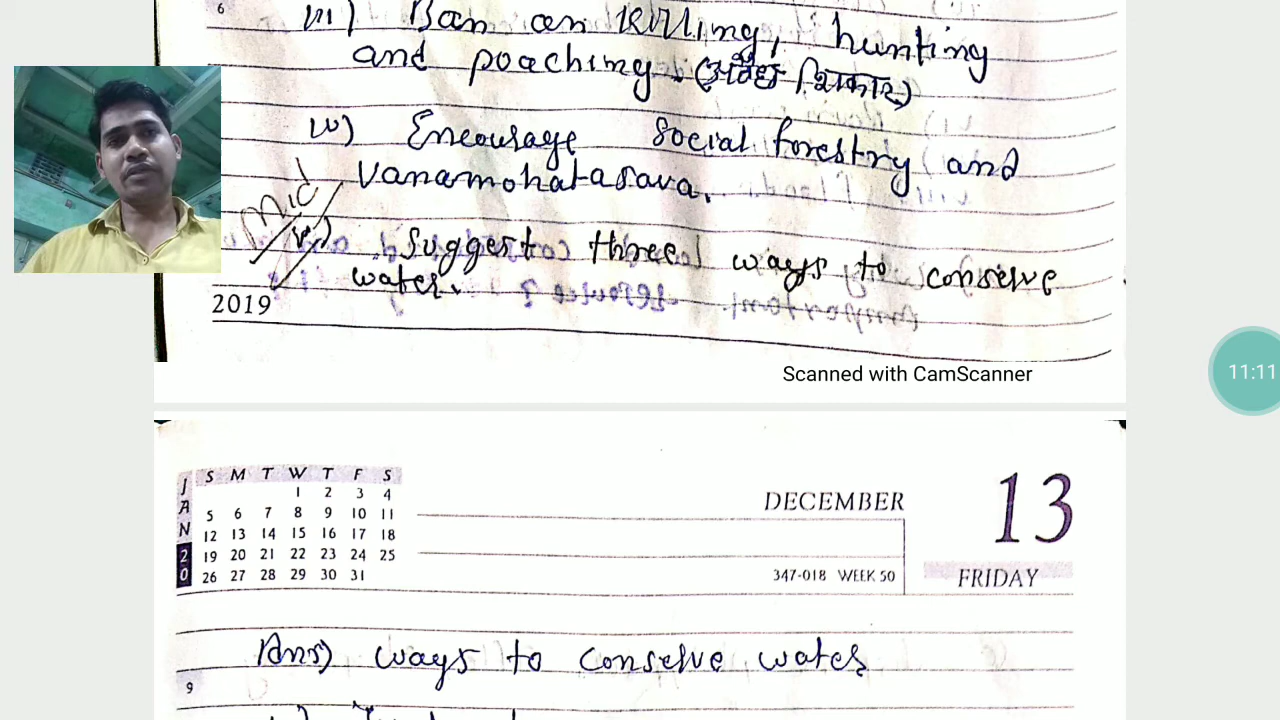 6
iii) Ban on killing, hunting
and poaching. (अवैध शिकार)
iv) Encourage social forestry and
vanamohatasava.
Mid
v) Suggest three ways to conserve
water.
2019
Scanned with CamScanner
11:11
JAN 20
S M T W T F S
1 2 3 4
5 6 7 8 9 10 11
12 13 14 15 16 17 18
19 20 21 22 23 24 25
26 27 28 29 30 31
DECEMBER
13
347-018 WEEK 50
FRIDAY
Ans) ways to conserve water
9